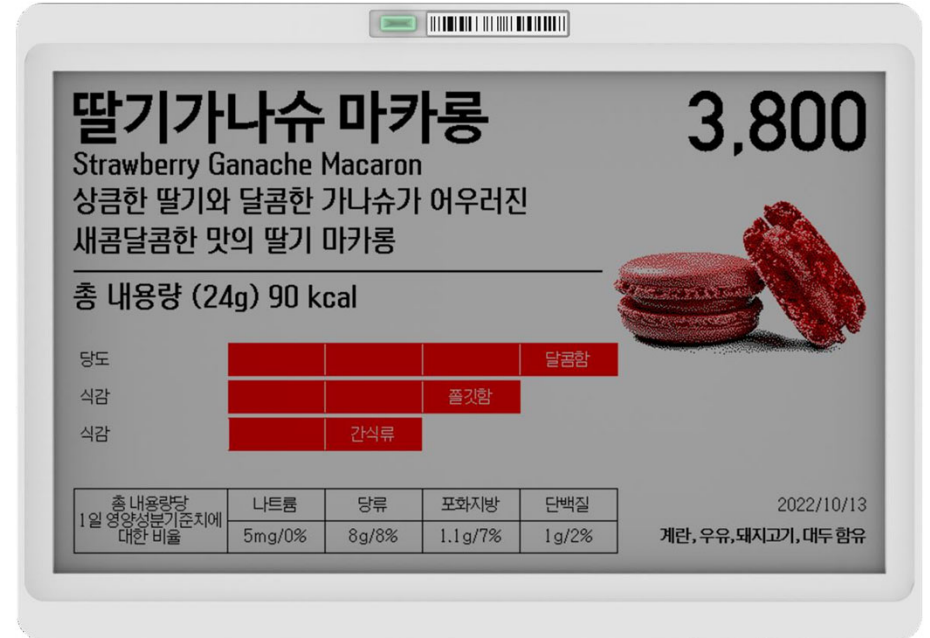 딸기가나슈 마카롱
3,800
Strawberry Ganache Macaron
상큼한 딸기와 달콤한 가나슈가 어우러진
새콤달콤한 맛의 딸기 마카롱
총 내용량 (24g) 90 kcal
당도 달콤함
식감 쫄깃함
식감 간식류
총 내용량당
1일 영양성분기준치에
대한 비율
나트륨 당류 포화지방 단백질
5mg/0% 8g/8% 1.1g/7% 1g/2%
2022/10/13
계란, 우유,돼지고기, 대두 함유